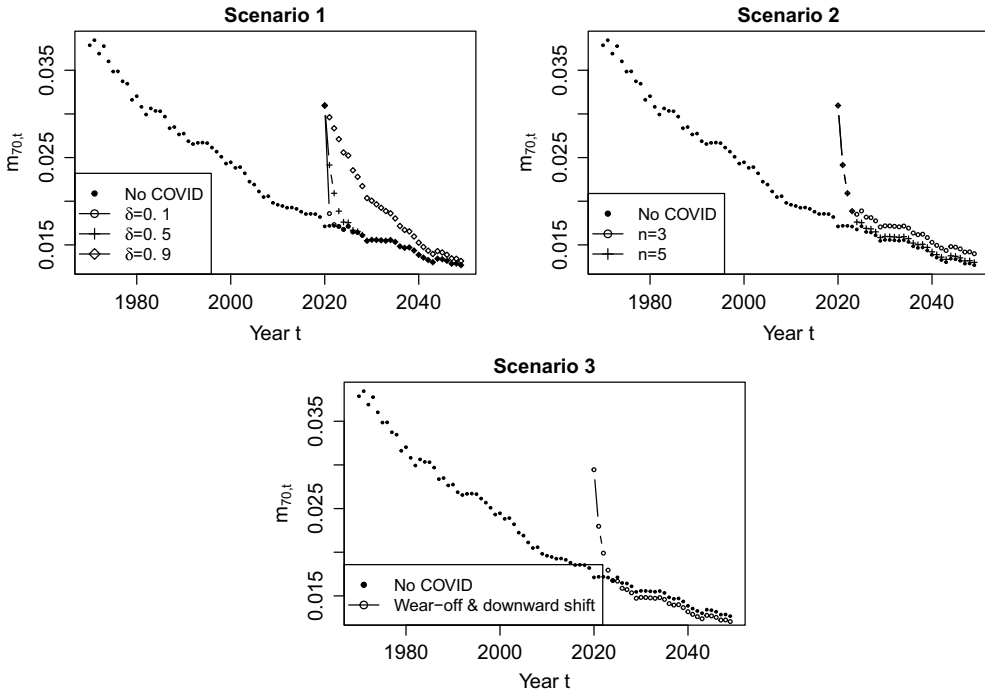 Scenario 1
m70,t
0.015 0.025 0.035
No COVID
δ=0. 1
δ=0. 5
δ=0. 9
1980 2000 2020 2040
Year t
Scenario 2
m70,t
0.015 0.025 0.035
No COVID
n=3
n=5
1980 2000 2020 2040
Year t
Scenario 3
m70,t
0.015 0.025 0.035
No COVID
Wear−off & downward shift
1980 2000 2020 2040
Year t